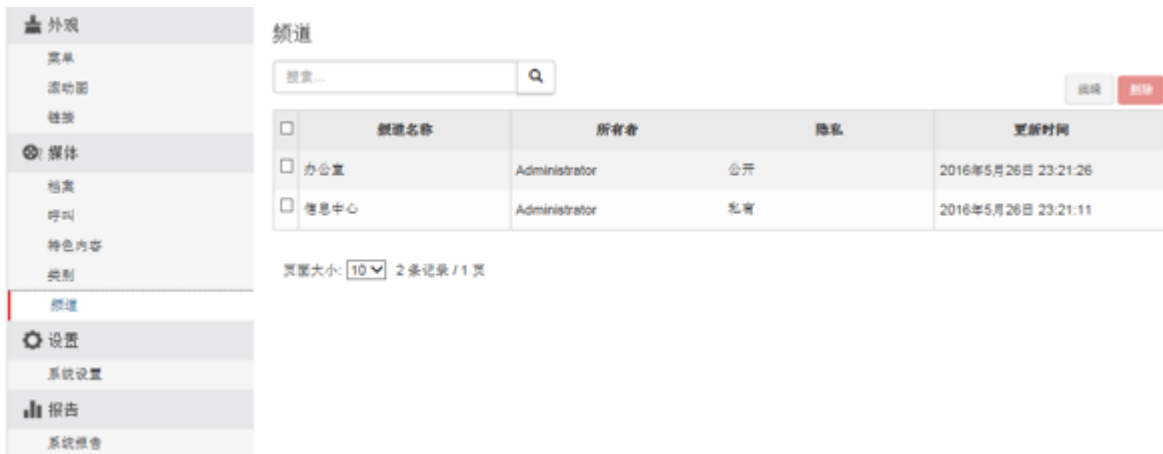 外观
菜单
滚动图
链接
媒体
档案
呼叫
特色内容
类别
频道
设置
系统设置
报告
系统报告
频道
搜索...
编辑 删除
频道名称 所有者 隐私 更新时间
办公室 Administrator 公开 2016年5月26日 23:21:26
信息中心 Administrator 私有 2016年5月26日 23:21:11
页面大小: 10 2 条记录 / 1 页